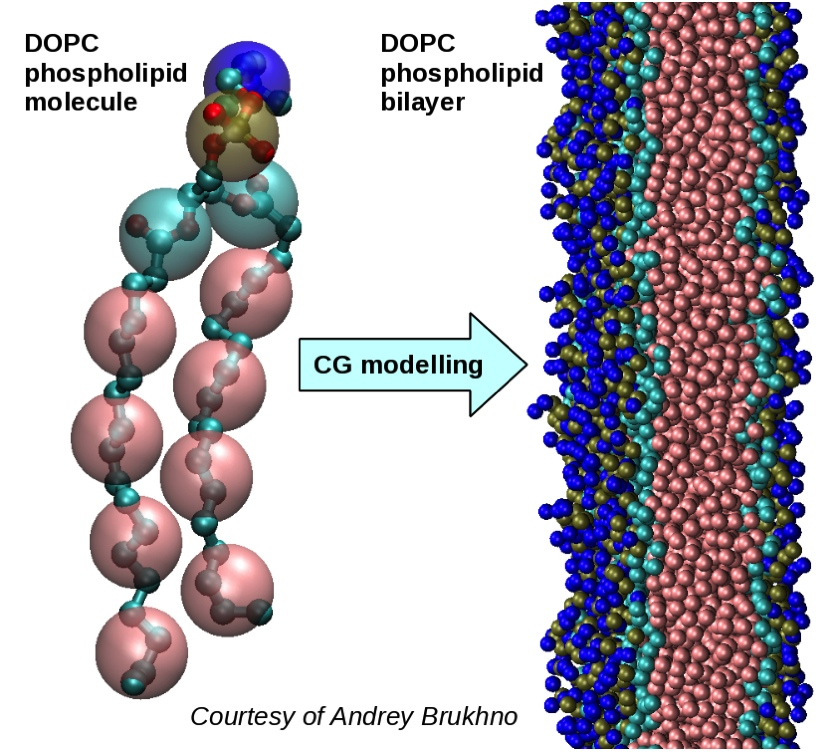 DOPC
phospholipid
molecule
DOPC
phospholipid
bilayer
CG modelling
Courtesy of Andrey Brukhno